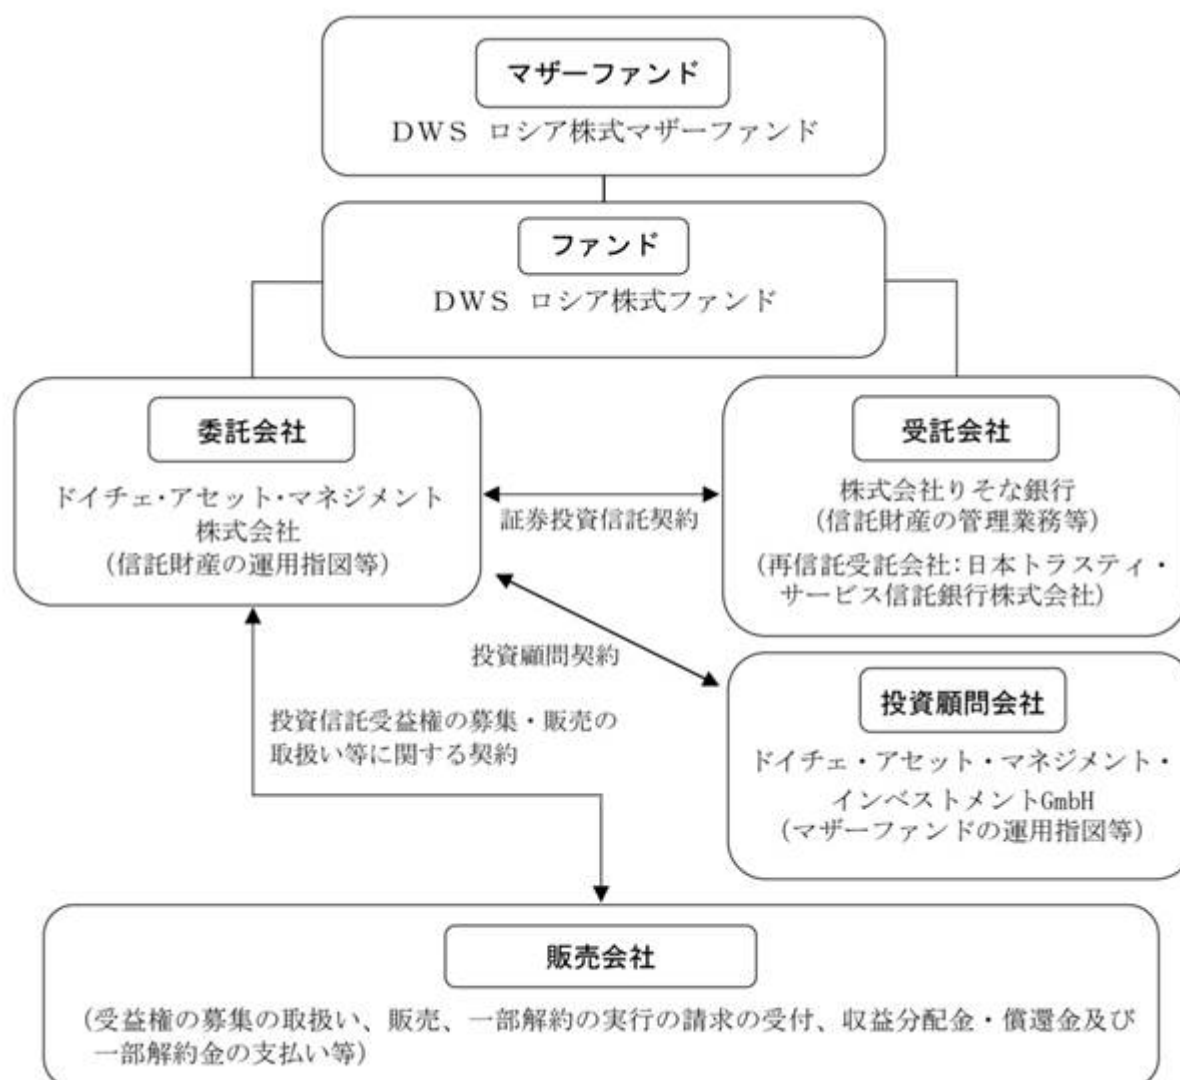 マザーファンド
DWS ロシア株式マザーファンド
ファンド
DWS ロシア株式ファンド
委託会社
ドイチェ・アセット・マネジメント
株式会社
(信託財産の運用指図等)
証券投資信託契約
受託会社
株式会社りそな銀行
(信託財産の管理業務等)
(再信託受託会社:日本トラスティ・
サービス信託銀行株式会社)
投資顧問契約
投資顧問会社
ドイチェ・アセット・マネジメント・
インベストメントGmbH
(マザーファンドの運用指図等)
投資信託受益権の募集・販売の
取扱い等に関する契約
販売会社
(受益権の募集の取扱い、販売、一部解約の実行の請求の受付、収益分配金・償還金及び
一部解約金の支払い等)